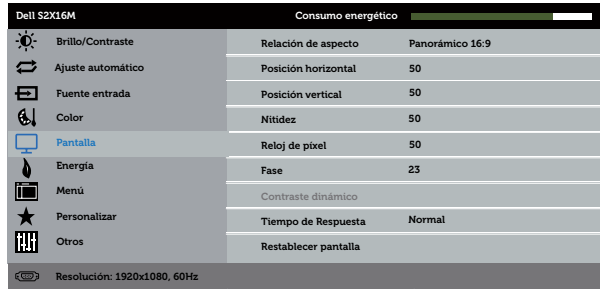 Dell S2X16M Consumo energético
Brillo/Contraste Relación de aspecto Panorámico 16:9
Ajuste automático Posición horizontal 50
Fuente entrada Posición vertical 50
Color Nitidez 50
Pantalla Reloj de píxel 50
Energía Fase 23
Menú Contraste dinámico
Personalizar Tiempo de Respuesta Normal
Otros Restablecer pantalla
Resolución: 1920x1080, 60Hz